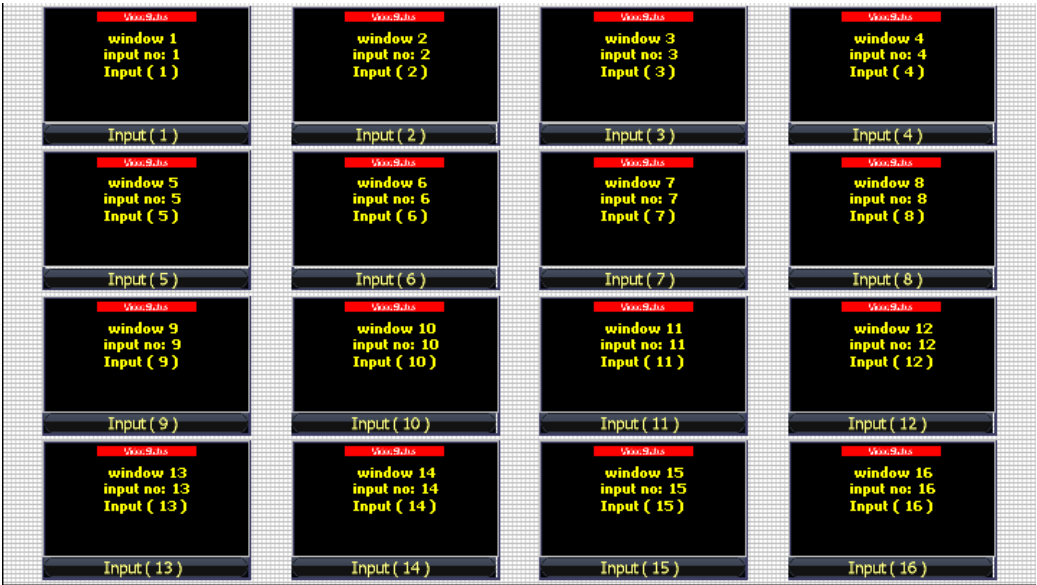 window 1
input no: 1
Input ( 1 )
Input ( 1 )
window 2
input no: 2
Input ( 2 )
Input ( 2 )
window 3
input no: 3
Input ( 3 )
Input ( 3 )
window 4
input no: 4
Input ( 4 )
Input ( 4 )
window 5
input no: 5
Input ( 5 )
Input ( 5 )
window 6
input no: 6
Input ( 6 )
Input ( 6 )
window 7
input no: 7
Input ( 7 )
Input ( 7 )
window 8
input no: 8
Input ( 8 )
Input ( 8 )
window 9
input no: 9
Input ( 9 )
Input ( 9 )
window 10
input no: 10
Input ( 10 )
Input ( 10 )
window 11
input no: 11
Input ( 11 )
Input ( 11 )
window 12
input no: 12
Input ( 12 )
Input ( 12 )
window 13
input no: 13
Input ( 13 )
Input ( 13 )
window 14
input no: 14
Input ( 14 )
Input ( 14 )
window 15
input no: 15
Input ( 15 )
Input ( 15 )
window 16
input no: 16
Input ( 16 )
Input ( 16 )